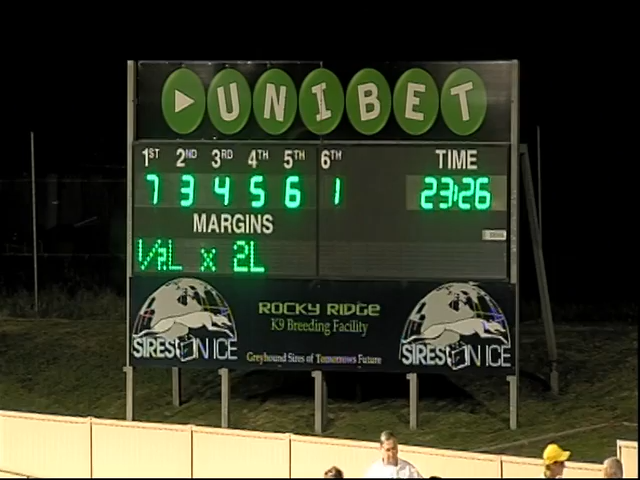 UNIBET
1ST 2ND 3RD 4TH 5TH 6TH TIME
7 3 4 5 6 1 23:26
MARGINS
1/2L x 2L
ROCKY RIDGE
K9 Breeding Facility
SIRES ON ICE
Greyhound Sires of Tomorrows Future
SIRES ON ICE